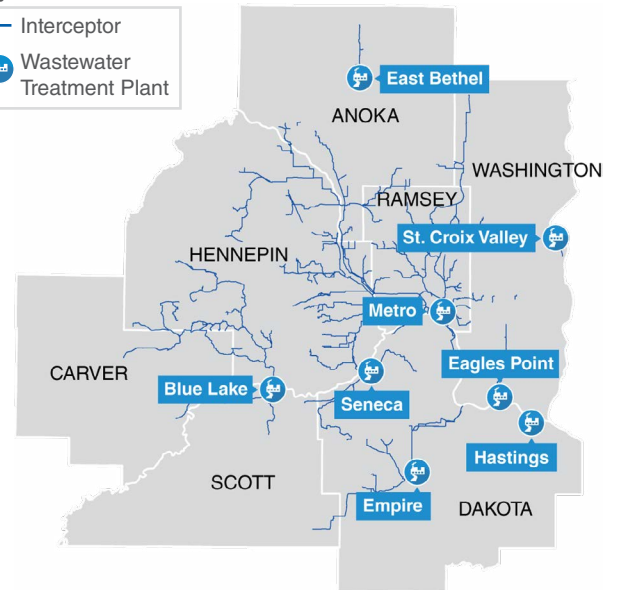 Interceptor
Wastewater
Treatment Plant
East Bethel
ANOKA
WASHINGTON
RAMSEY
St. Croix Valley
HENNEPIN
Metro
Eagles Point
CARVER
Blue Lake
Seneca
Hastings
SCOTT
Empire
DAKOTA